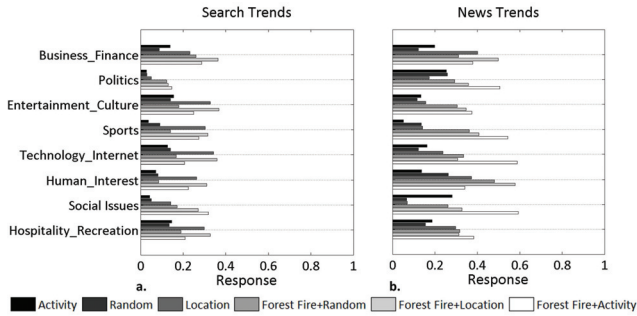 Search Trends
News Trends
Business_Finance
Politics
Entertainment_Culture
Sports
Technology_Internet
Human_Interest
Social Issues
Hospitality_Recreation
0 0.2 0.4 0.6 0.8 1
0 0.2 0.4 0.6 0.8 1
a. Response
b. Response
Activity Random Location Forest Fire+Random Forest Fire+Location Forest Fire+Activity